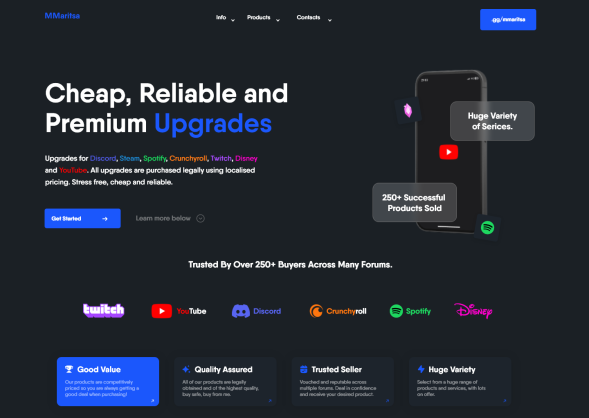 MMaritsa
Info
Products
Contacts
.gg/mmaritsa
Cheap, Reliable and
Premium Upgrades
Upgrades for Discord, Steam, Spotify, Crunchyroll, Twitch, Disney
and YouTube. All upgrades are purchased legally using localised
pricing. Stress free, cheap and reliable.
Get Started
Learn more below
Huge Variety
of Serices.
250+ Successful
Products Sold
Trusted By Over 250+ Buyers Across Many Forums.
twitch
YouTube
Discord
Crunchyroll
Spotify
Disney
Good Value
Our products are competitively
priced so you are always getting a
good deal when purchasing!
Quality Assured
All of our products are legally
obtained and of the highest quality,
buy safe, buy from me.
Trusted Seller
Vouched and reputable across
multiple forums. Deal in confidence
and receive your desired product
Huge Variety
Select from a huge range of
products and services, with lots
on offer.